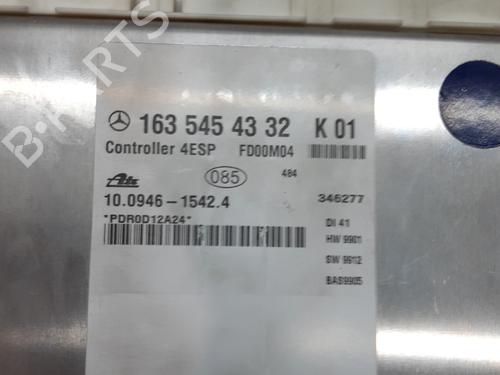 B-PARTS
163 545 43 32 K 01
Controller 4ESP FD00M04
Ate 085 484
10.0946-1542.4 346277
*PDR0D12A24* DI 41
HW 9901
SW 9912
BAS9905